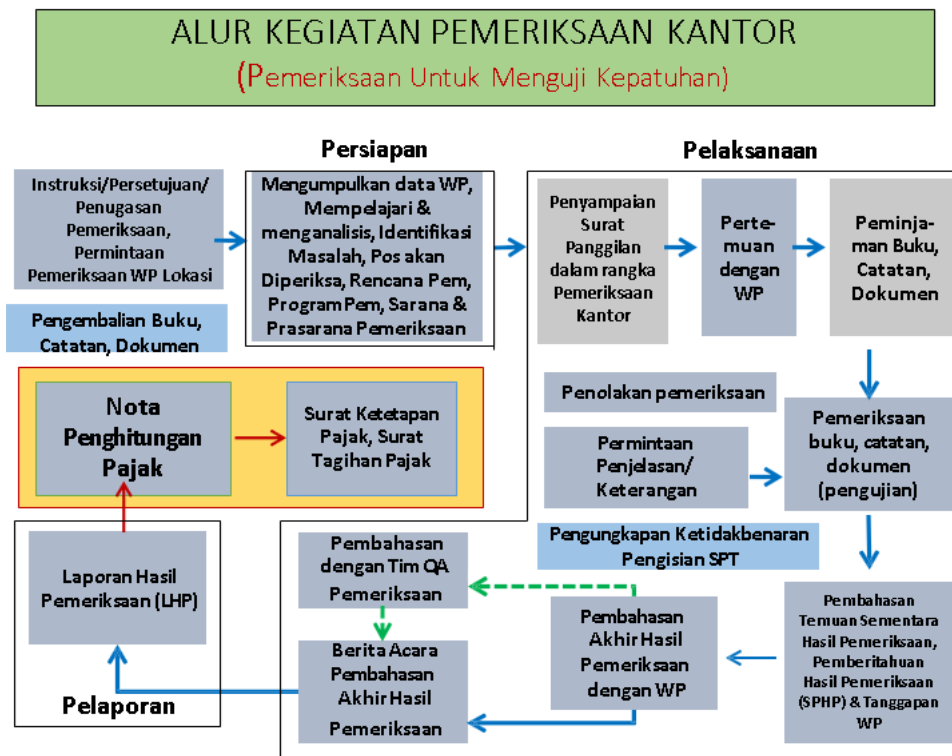 ALUR KEGIATAN PEMERIKSAAN KANTOR
(Pemeriksaan Untuk Menguji Kepatuhan)
Persiapan
Pelaksanaan
Instruksi/Persetujuan/
Penugasan
Pemeriksaan,
Permintaan
Pemeriksaan WP Lokasi
Mengumpulkan data WP,
Mempelajari &
menganalisis, Identifikasi
Masalah, Pos akan
Diperiksa, Rencana Pem,
Program Pem, Sarana &
Prasarana Pemeriksaan
Penyampaian
Surat
Panggilan
dalam rangka
Pemeriksaan
Kantor
Perte-
muan
dengan
WP
Peminja-
man Buku,
Catatan,
Dokumen
Pengembalian Buku,
Catatan, Dokumen
Nota
Penghitungan
Pajak
Surat Ketetapan
Pajak, Surat
Tagihan Pajak
Penolakan pemeriksaan
Permintaan
Penjelasan/
Keterangan
Pemeriksaan
buku, catatan,
dokumen
(pengujian)
Pengungkapan Ketidakbenaran
Pengisian SPT
Laporan Hasil
Pemeriksaan (LHP)
Pelaporan
Pembahasan
dengan Tim QA
Pemeriksaan
Berita Acara
Pembahasan
Akhir Hasil
Pemeriksaan
Pembahasan
Akhir Hasil
Pemeriksaan
dengan WP
Pembahasan
Temuan Sementara
Hasil Pemeriksaan,
Pemberitahuan
Hasil Pemeriksaan
(SPHP) & Tanggapan
WP